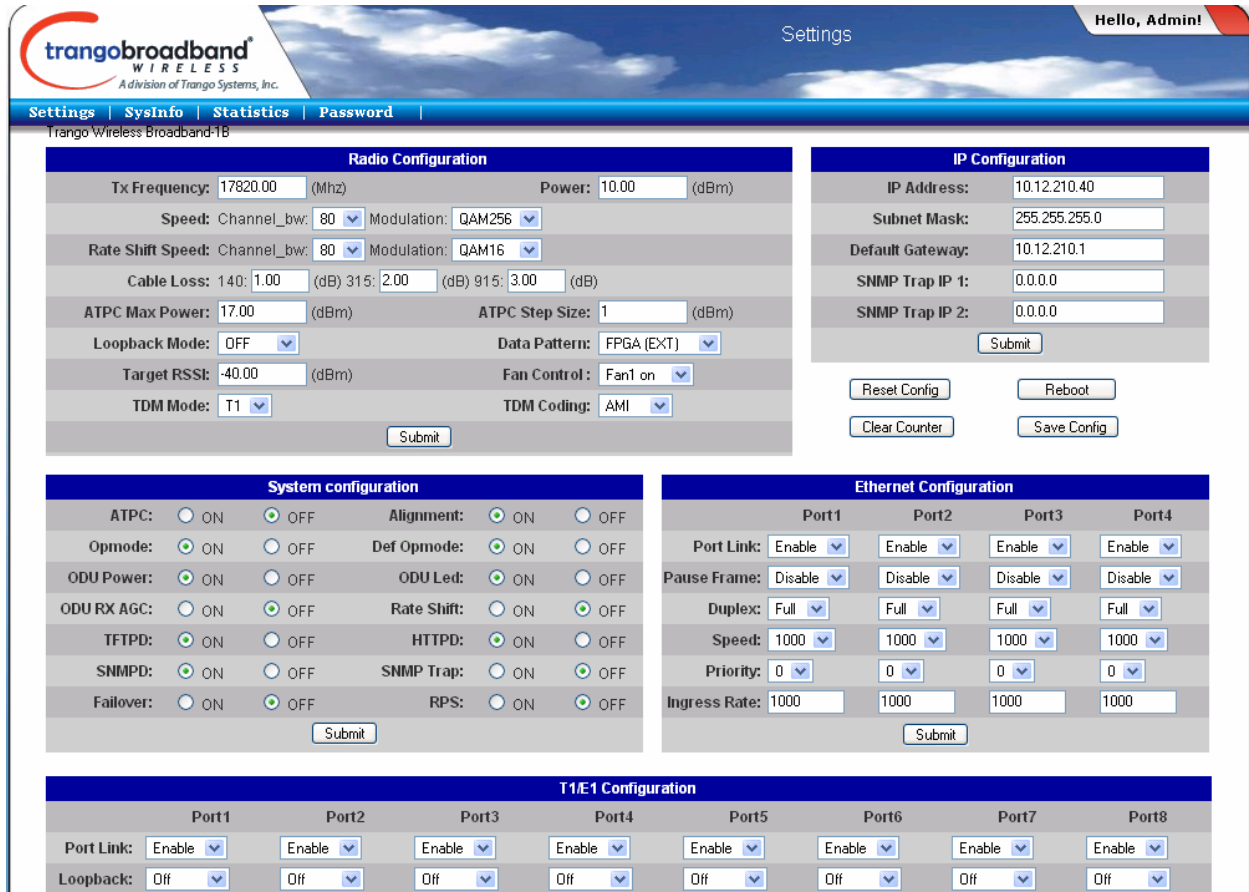 Hello, Admin!
Settings
trangobroadband®
WIRELESS
A division of Trango Systems, Inc.
Settings | SysInfo | Statistics | Password |
Trango Wireless Broadband-1B
Radio Configuration
Tx Frequency: 17820.00 (Mhz) Power: 10.00 (dBm)
Speed: Channel_bw: 80 Modulation: QAM256
Rate Shift Speed: Channel_bw: 80 Modulation: QAM16
Cable Loss: 140: 1.00 (dB) 315: 2.00 (dB) 915: 3.00 (dB)
ATPC Max Power: 17.00 (dBm) ATPC Step Size: 1 (dBm)
Loopback Mode: OFF Data Pattern: FPGA (EXT)
Target RSSI: -40.00 (dBm) Fan Control : Fan1 on
TDM Mode: T1 TDM Coding: AMI
Submit
IP Configuration
IP Address: 10.12.210.40
Subnet Mask: 255.255.255.0
Default Gateway: 10.12.210.1
SNMP Trap IP 1: 0.0.0.0
SNMP Trap IP 2: 0.0.0.0
Submit
Reset Config Reboot
Clear Counter Save Config
System configuration
ATPC: ON OFF Alignment: ON OFF
Opmode: ON OFF Def Opmode: ON OFF
ODU Power: ON OFF ODU Led: ON OFF
ODU RX AGC: ON OFF Rate Shift: ON OFF
TFTPD: ON OFF HTTPD: ON OFF
SNMPD: ON OFF SNMP Trap: ON OFF
Failover: ON OFF RPS: ON OFF
Submit
Ethernet Configuration
Port1 Port2 Port3 Port4
Port Link: Enable Enable Enable Enable
Pause Frame: Disable Disable Disable Disable
Duplex: Full Full Full Full
Speed: 1000 1000 1000 1000
Priority: 0 0 0 0
Ingress Rate: 1000 1000 1000 1000
Submit
T1/E1 Configuration
Port1 Port2 Port3 Port4 Port5 Port6 Port7 Port8
Port Link: Enable Enable Enable Enable Enable Enable Enable Enable
Loopback: Off Off Off Off Off Off Off Off